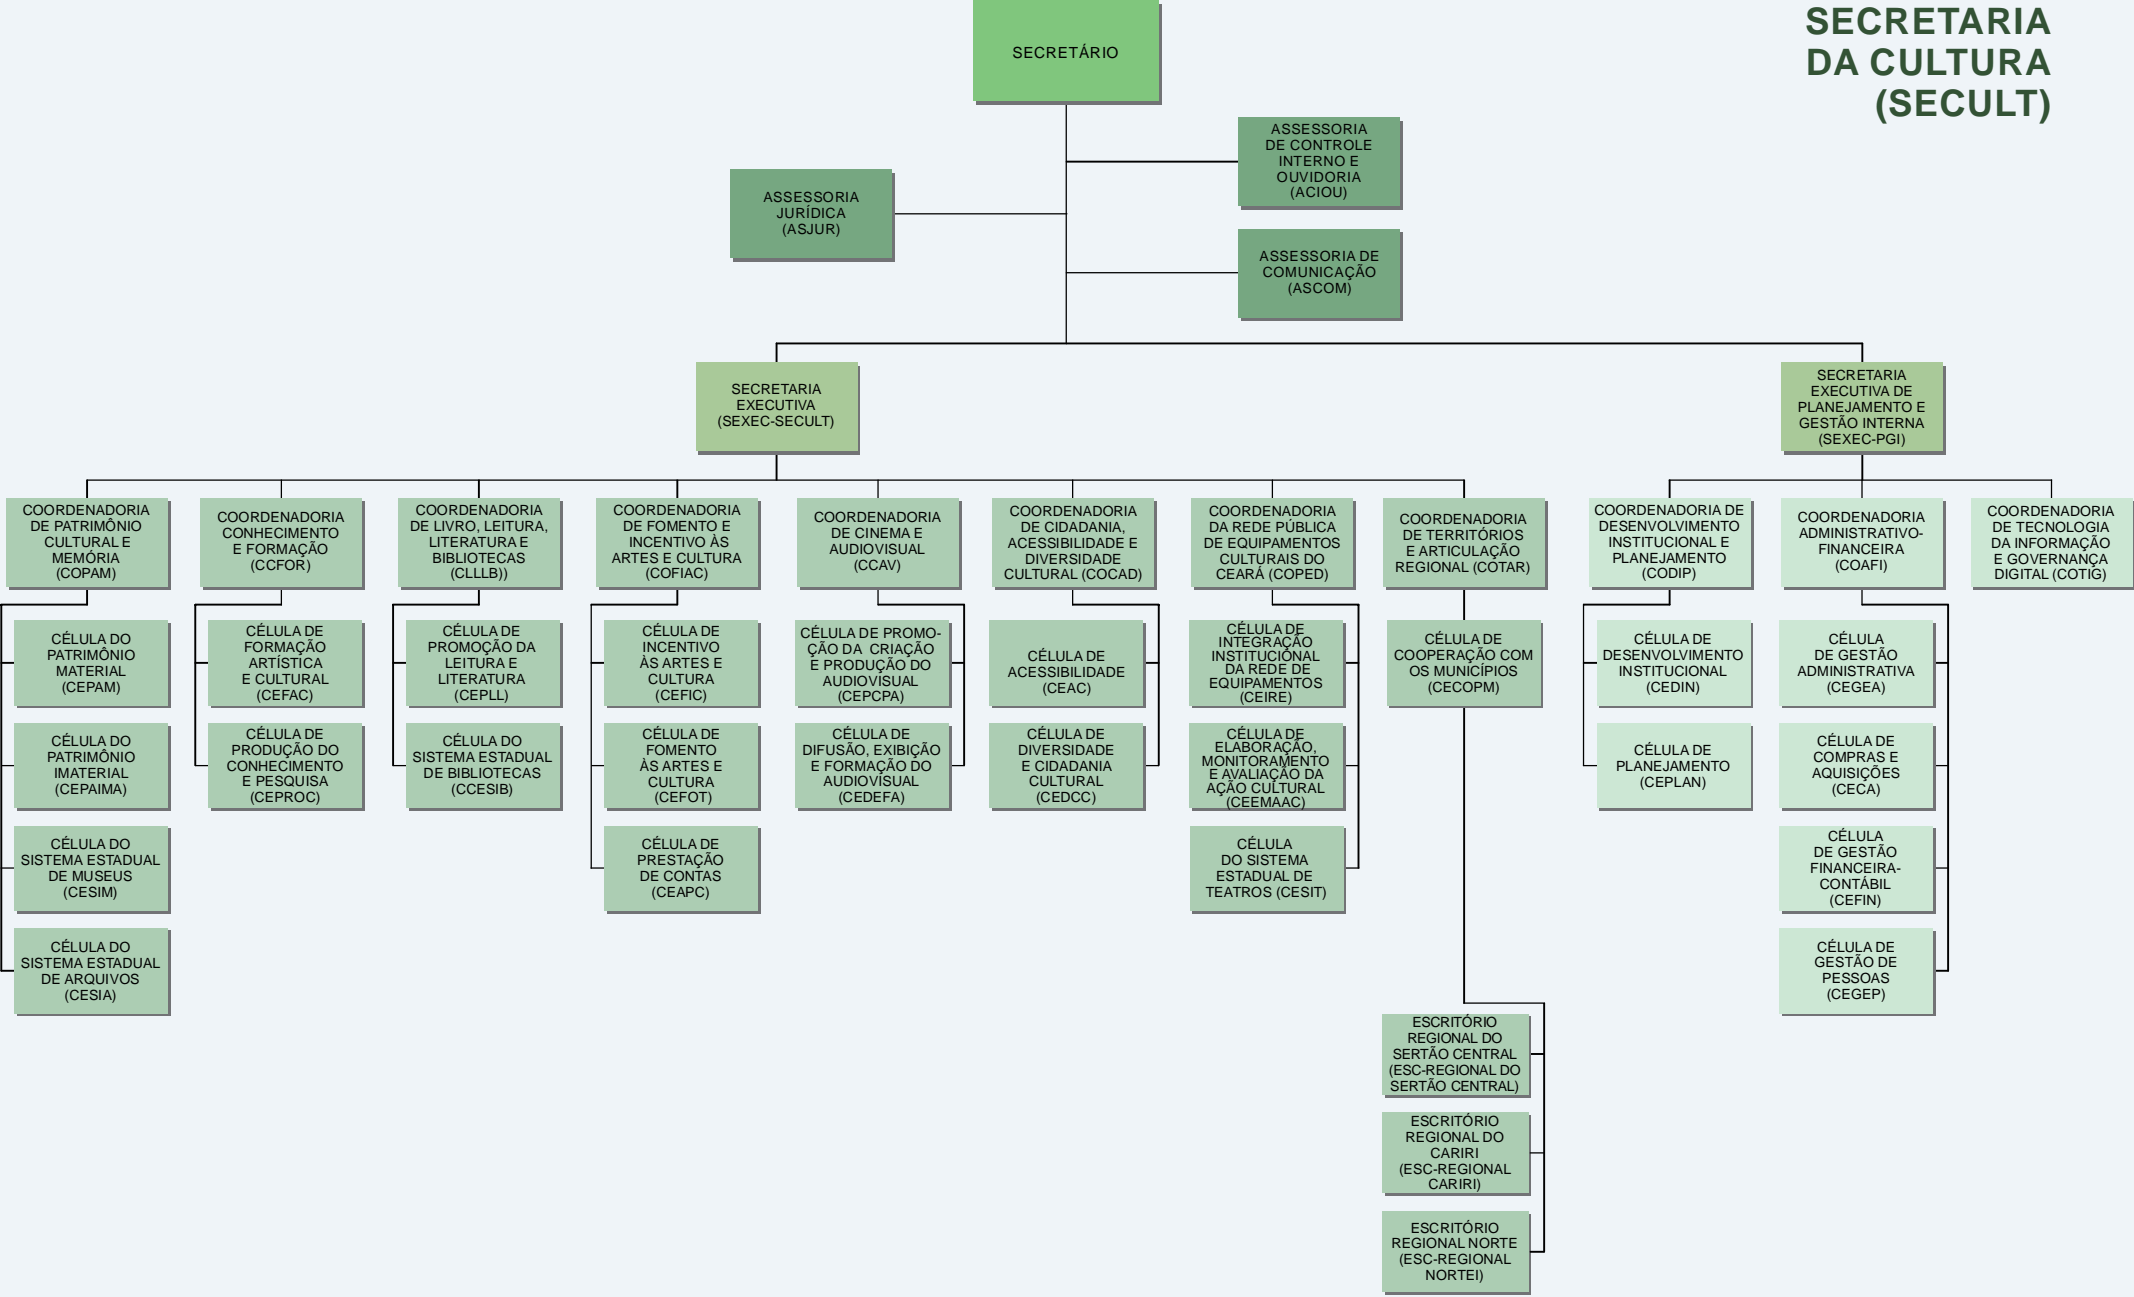 SECRETARIA
DA CULTURA
(SECULT)
SECRETÁRIO
ASSESSORIA
DE CONTROLE
INTERNO E
OUVIDORIA
(ACIOU)
ASSESSORIA
JURÍDICA
(ASJUR)
ASSESSORIA DE
COMUNICAÇÃO
(ASCOM)
SECRETARIA
EXECUTIVA
(SEXEC-SECULT)
SECRETARIA
EXECUTIVA DE
PLANEJAMENTO E
GESTÃO INTERNA
(SEXEC-PGI)
COORDENADORIA
DE PATRIMÔNIO
CULTURAL E
MEMÓRIA
(COPAM)
COORDENADORIA
CONHECIMENTO
E FORMAÇÃO
(CCFOR)
COORDENADORIA
DE LIVRO, LEITURA,
LITERATURA E
BIBLIOTECAS
(CLLLB))
COORDENADORIA
DE FOMENTO E
INCENTIVO ÀS
ARTES E CULTURA
(COFIAC)
COORDENADORIA
DE CINEMA E
AUDIOVISUAL
(CCAV)
COORDENADORIA
DE CIDADANIA,
ACESSIBILIDADE E
DIVERSIDADE
CULTURAL (COCAD)
COORDENADORIA
DA REDE PÚBLICA
DE EQUIPAMENTOS
CULTURAIS DO
CEARÁ (COPED)
COORDENADORIA
DE TERRITÓRIOS
E ARTICULAÇÃO
REGIONAL (COTAR)
COORDENADORIA DE
DESENVOLVIMENTO
INSTITUCIONAL E
PLANEJAMENTO
(CODIP)
COORDENADORIA
ADMINISTRATIVO-
FINANCEIRA
(COAFI)
COORDENADORIA
DE TECNOLOGIA
DA INFORMAÇÃO
E GOVERNANÇA
DIGITAL (COTIG)
CÉLULA DO
PATRIMÔNIO
MATERIAL
(CEPAM)
CÉLULA DE
FORMAÇÃO
ARTÍSTICA
E CULTURAL
(CEFAC)
CÉLULA DE
PROMOÇÃO DA
LEITURA E
LITERATURA
(CEPLL)
CÉLULA DE
INCENTIVO
ÀS ARTES E
CULTURA
(CEFIC)
CÉLULA DE PROMO-
ÇÃO DA CRIAÇÃO
E PRODUÇÃO DO
AUDIOVISUAL
(CEPCPA)
CÉLULA DE
ACESSIBILIDADE
(CEAC)
CÉLULA DE
INTEGRAÇÃO
INSTITUCIONAL
DA REDE DE
EQUIPAMENTOS
(CEIRE)
CÉLULA DE
COOPERAÇÃO COM
OS MUNICÍPIOS
(CECOPM)
CÉLULA DE
DESENVOLVIMENTO
INSTITUCIONAL
(CEDIN)
CÉLULA
DE GESTÃO
ADMINISTRATIVA
(CEGEA)
CÉLULA DO
PATRIMÔNIO
IMATERIAL
(CEPAIMA)
CÉLULA DE
PRODUÇÃO DO
CONHECIMENTO
E PESQUISA
(CEPROC)
CÉLULA DO
SISTEMA ESTADUAL
DE BIBLIOTECAS
(CCESIB)
CÉLULA DE
FOMENTO
ÀS ARTES E
CULTURA
(CEFOT)
CÉLULA DE
DIFUSÃO, EXIBIÇÃO
E FORMAÇÃO DO
AUDIOVISUAL
(CEDEFA)
CÉLULA DE
DIVERSIDADE
E CIDADANIA
CULTURAL
(CEDCC)
CÉLULA DE
ELABORAÇÃO,
MONITORAMENTO
E AVALIAÇÃO DA
AÇÃO CULTURAL
(CEEMAAC)
CÉLULA DE
PLANEJAMENTO
(CEPLAN)
CÉLULA DE
COMPRAS E
AQUISIÇÕES
(CECA)
CÉLULA DO
SISTEMA ESTADUAL
DE MUSEUS
(CESIM)
CÉLULA DE
PRESTAÇÃO
DE CONTAS
(CEAPC)
CÉLULA
DO SISTEMA
ESTADUAL DE
TEATROS (CESIT)
CÉLULA
DE GESTÃO
FINANCEIRA-
CONTÁBIL
(CEFIN)
CÉLULA DO
SISTEMA ESTADUAL
DE ARQUIVOS
(CESIA)
CÉLULA DE
GESTÃO DE
PESSOAS
(CEGEP)
ESCRITÓRIO
REGIONAL DO
SERTÃO CENTRAL
(ESC-REGIONAL DO
SERTÃO CENTRAL)
ESCRITÓRIO
REGIONAL DO
CARIRI
(ESC-REGIONAL
CARIRI)
ESCRITÓRIO
REGIONAL NORTE
(ESC-REGIONAL
NORTEI)